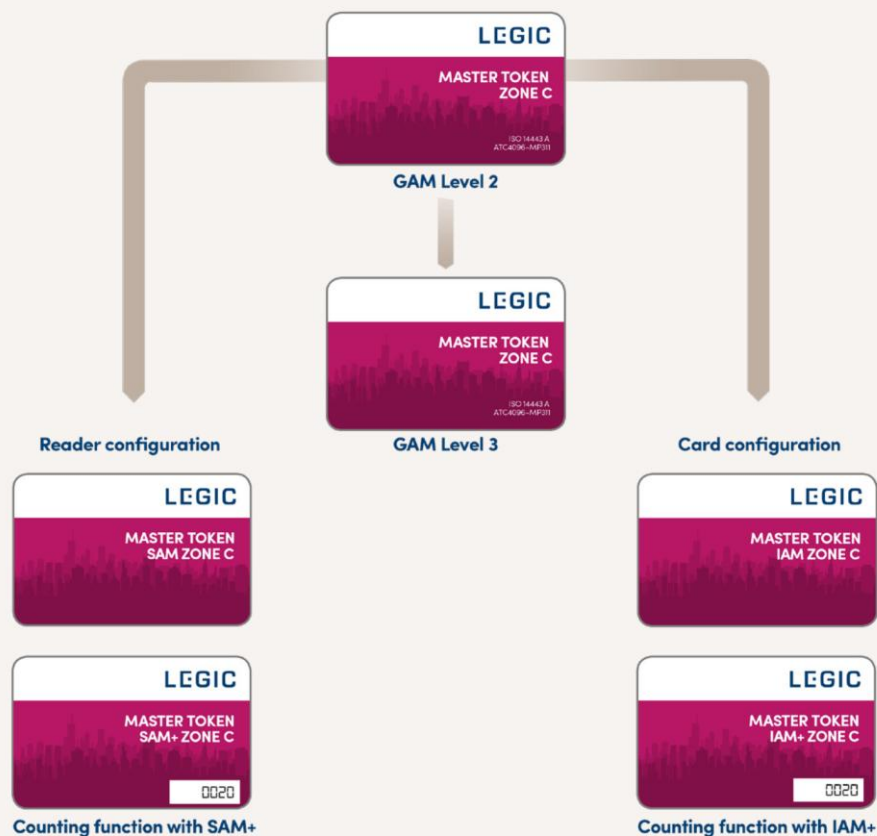 LEGIC
MASTER TOKEN
ZONE C
ISO 14443 A
ATC4096-MP311
GAM Level 2
LEGIC
MASTER TOKEN
ZONE C
ISO 14443 A
ATC4096-MP311
GAM Level 3
Reader configuration
LEGIC
MASTER TOKEN
SAM ZONE C
LEGIC
MASTER TOKEN
SAM+ ZONE C
0020
Counting function with SAM+
Card configuration
LEGIC
MASTER TOKEN
IAM ZONE C
LEGIC
MASTER TOKEN
IAM+ ZONE C
0020
Counting function with IAM+